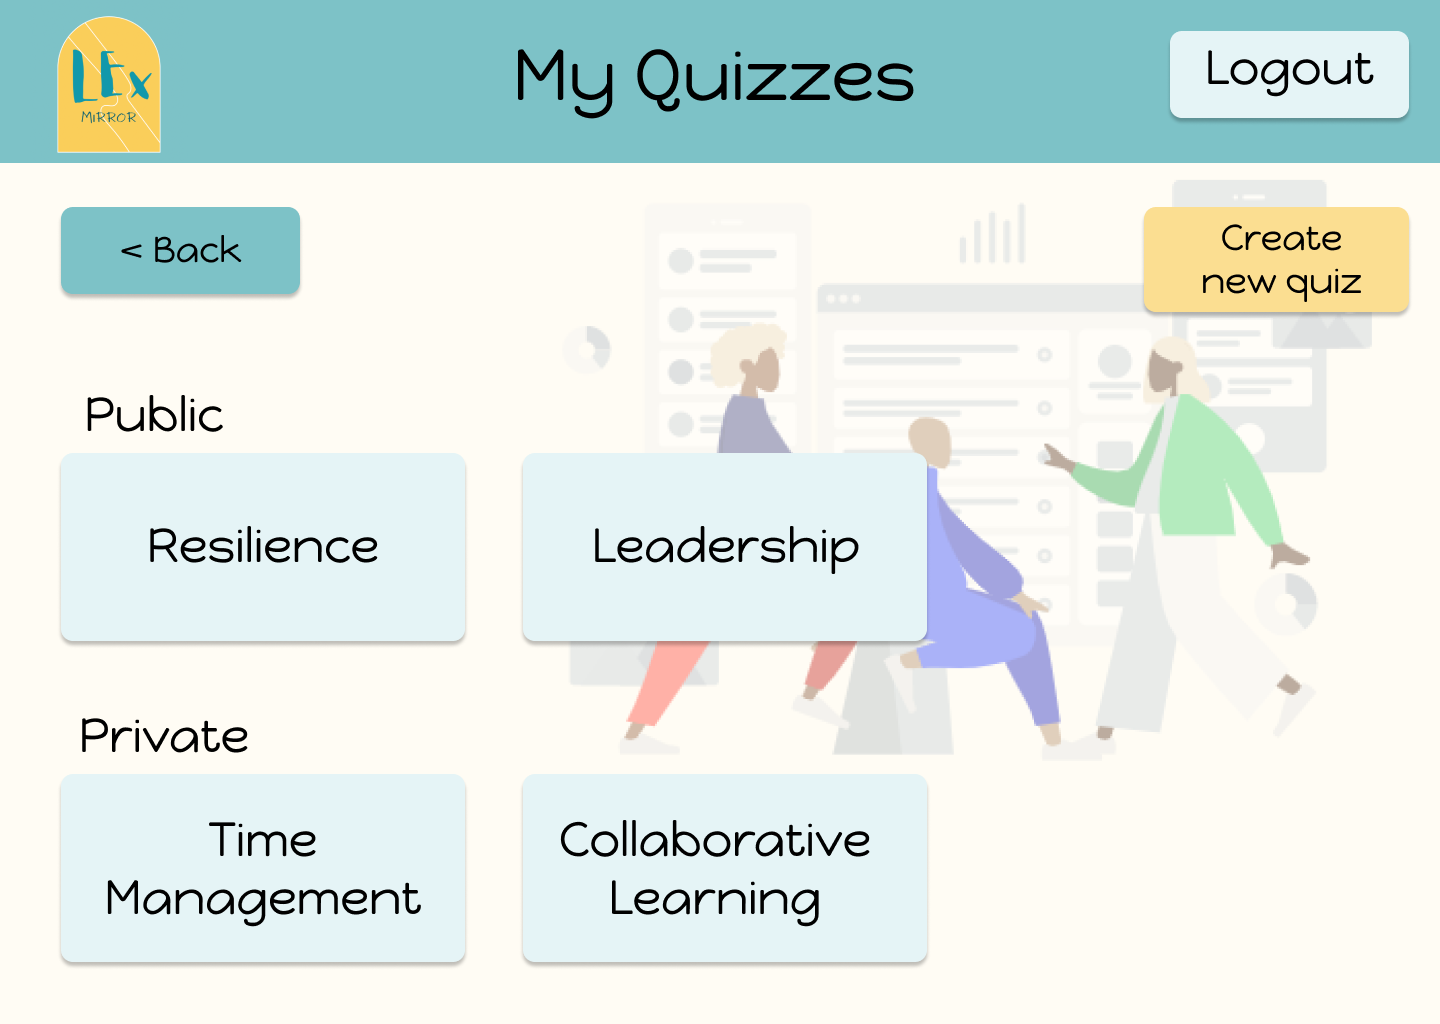 LEx
MIRROR
My Quizzes
Logout
< Back
Create
new quiz
Public
Resilience
Leadership
Private
Time
Management
Collaborative
Learning